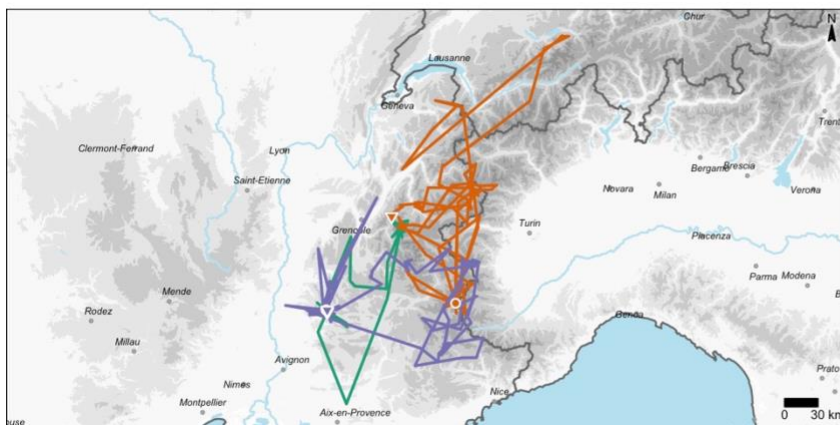 Chur
N
Lausanne
Geneva
Clermont-Ferrand
Lyon
Trent
Bergamo
Brescia
Saint-Etienne
Novara
Milan
Verona
Grenoble
Turin
Piacenza
Mende
Parma
Modena
Rodez
Genoa
Millau
Avignon
Prato
Nimes
Nice
Montpellier
Aix-en-Provence
0 30 km
ouse